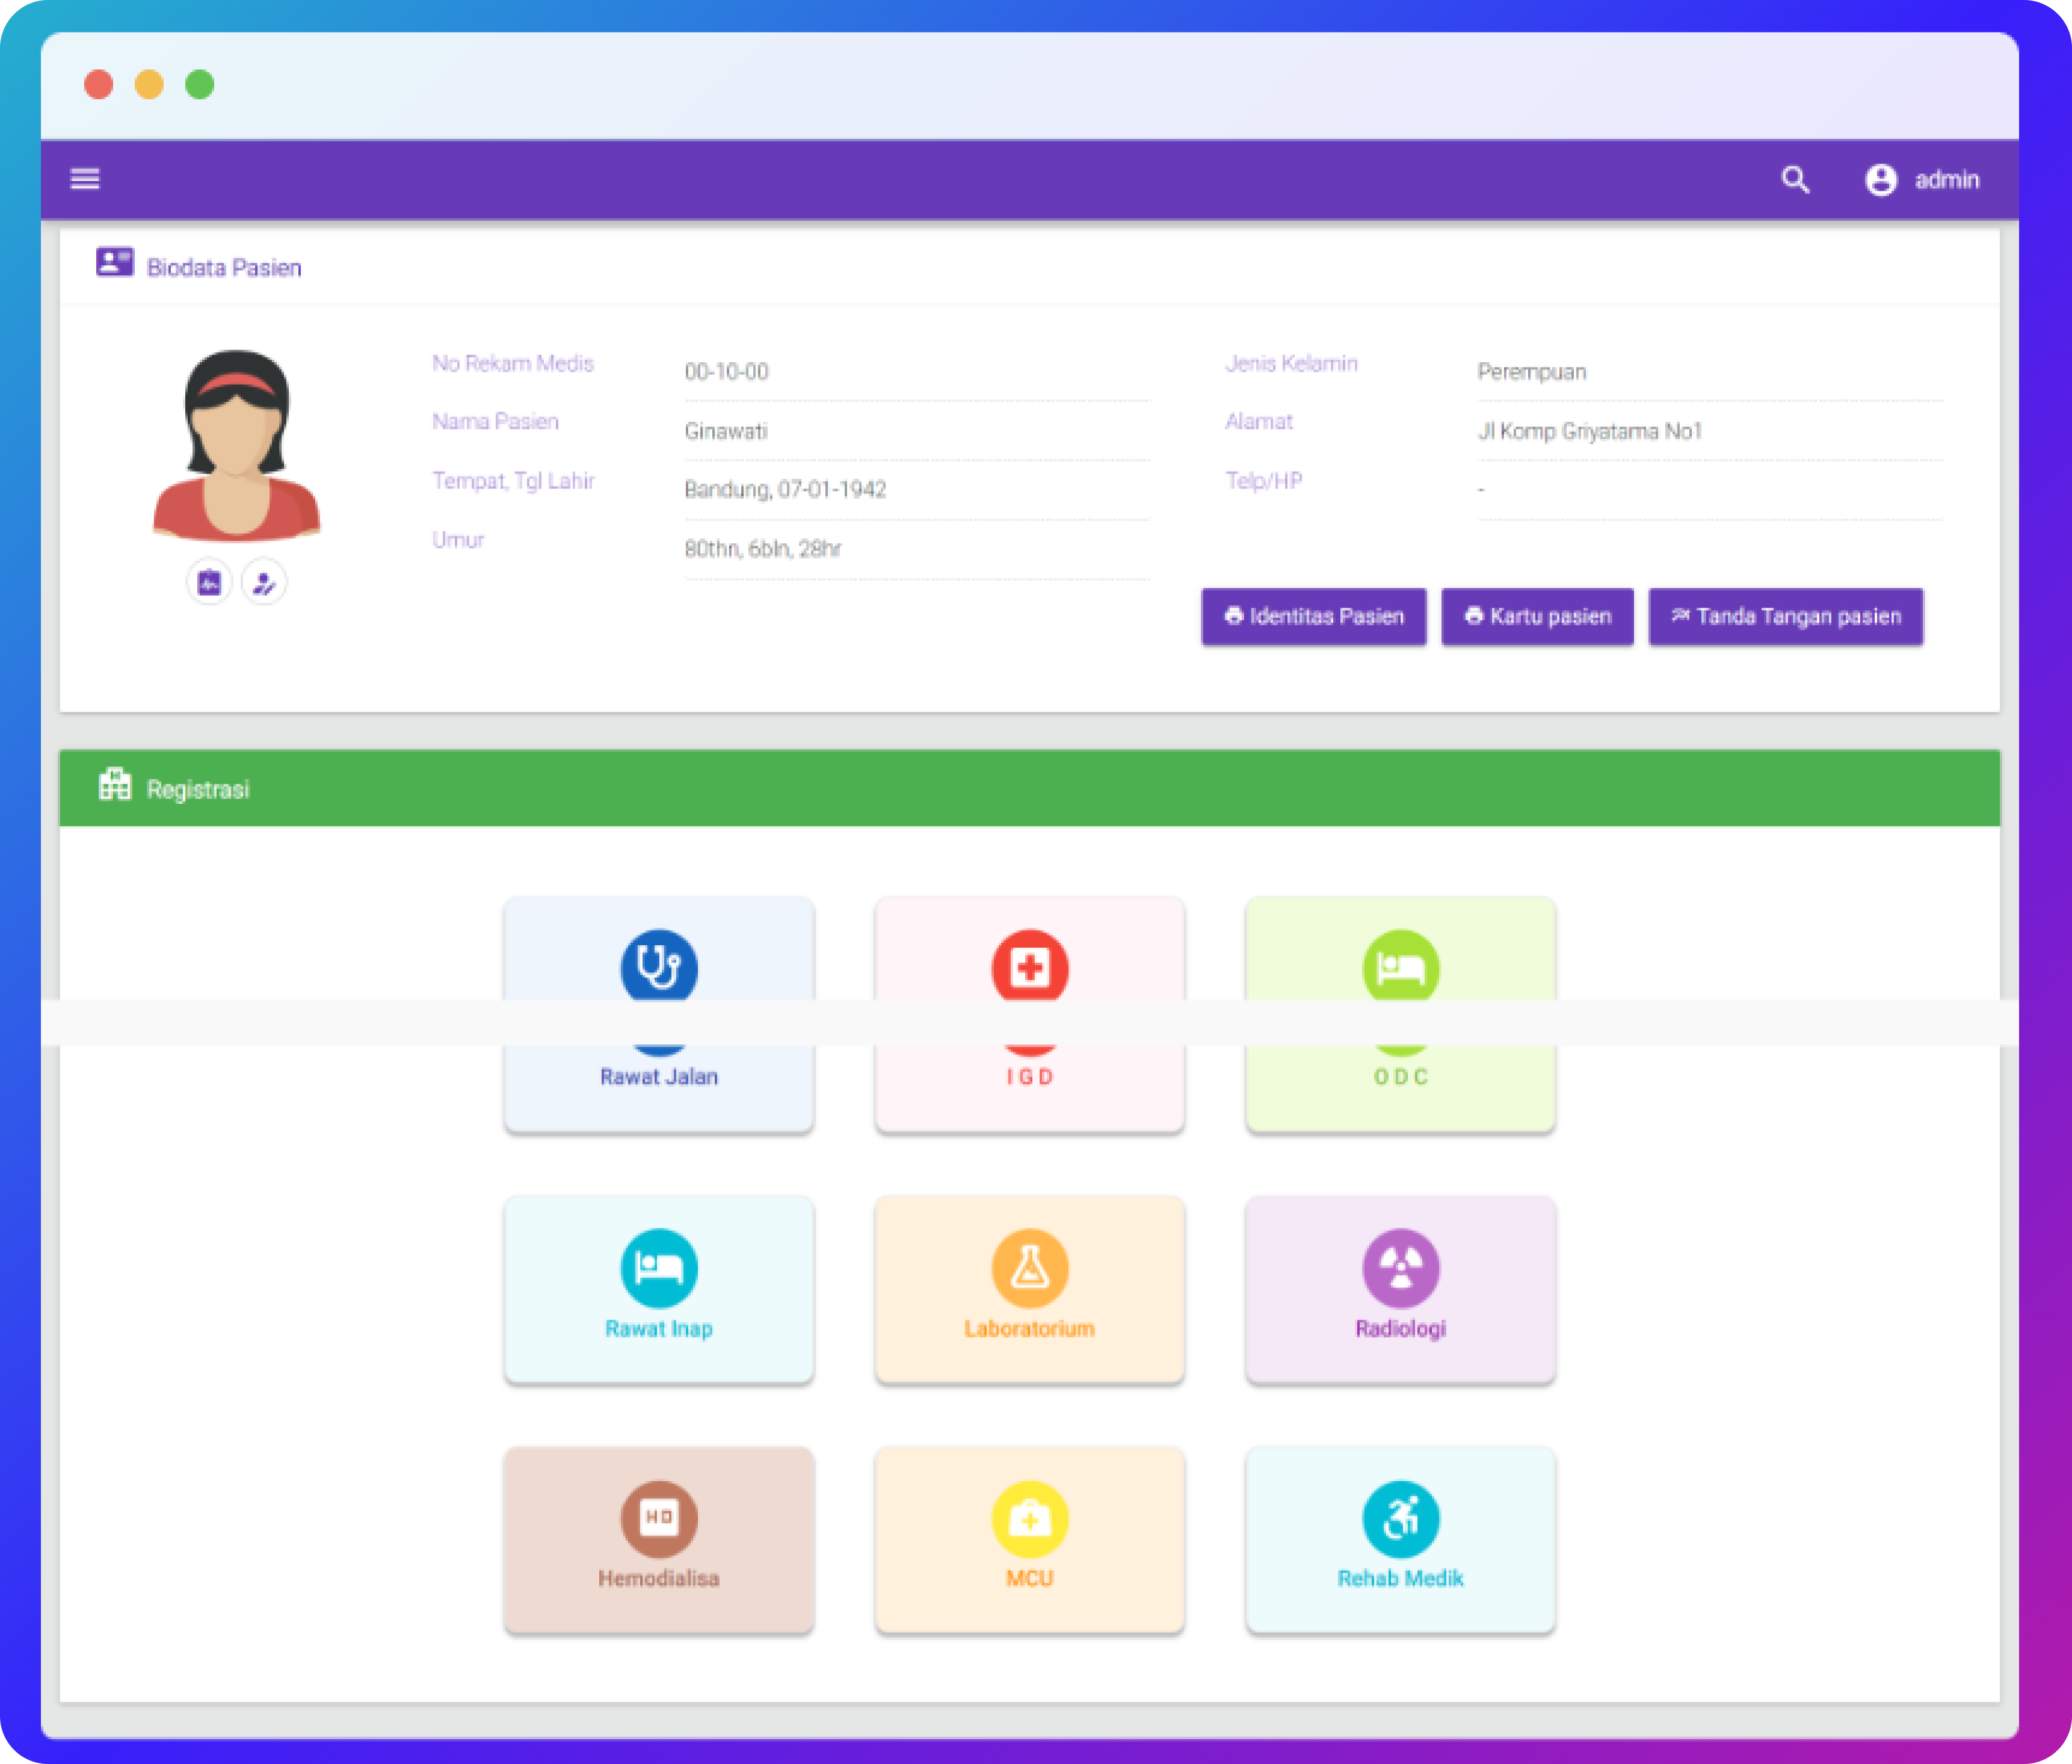 admin
Biodata Pasien
No Rekam Medis 00-10-00 Jenis Kelamin Perempuan
Nama Pasien Ginawati Alamat Jl Komp Griyatama No1
Tempat, Tgl Lahir Bandung, 07-01-1942 Telp/HP -
Umur 80thn, 6bln, 28hr
Identitas Pasien Kartu pasien Tanda Tangan pasien
Registrasi
Rawat Jalan I G D O D C
Rawat Inap Laboratorium Radiologi
HD
Hemodialisa MCU Rehab Medik